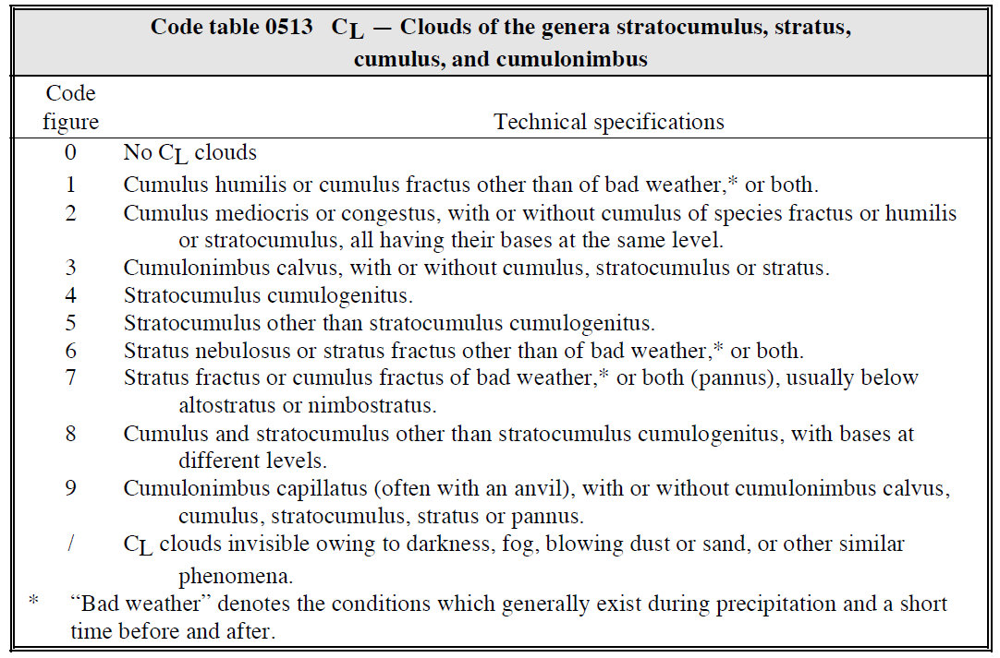 Code table 0513 CL — Clouds of the genera stratocumulus, stratus,
cumulus, and cumulonimbus
Code
figure Technical specifications
0 No CL clouds
1 Cumulus humilis or cumulus fractus other than of bad weather,* or both.
2 Cumulus mediocris or congestus, with or without cumulus of species fractus or humilis
or stratocumulus, all having their bases at the same level.
3 Cumulonimbus calvus, with or without cumulus, stratocumulus or stratus.
4 Stratocumulus cumulogenitus.
5 Stratocumulus other than stratocumulus cumulogenitus.
6 Stratus nebulosus or stratus fractus other than of bad weather,* or both.
7 Stratus fractus or cumulus fractus of bad weather,* or both (pannus), usually below
altostratus or nimbostratus.
8 Cumulus and stratocumulus other than stratocumulus cumulogenitus, with bases at
different levels.
9 Cumulonimbus capillatus (often with an anvil), with or without cumulonimbus calvus,
cumulus, stratocumulus, stratus or pannus.
/ CL clouds invisible owing to darkness, fog, blowing dust or sand, or other similar
phenomena.
* “Bad weather” denotes the conditions which generally exist during precipitation and a short
time before and after.